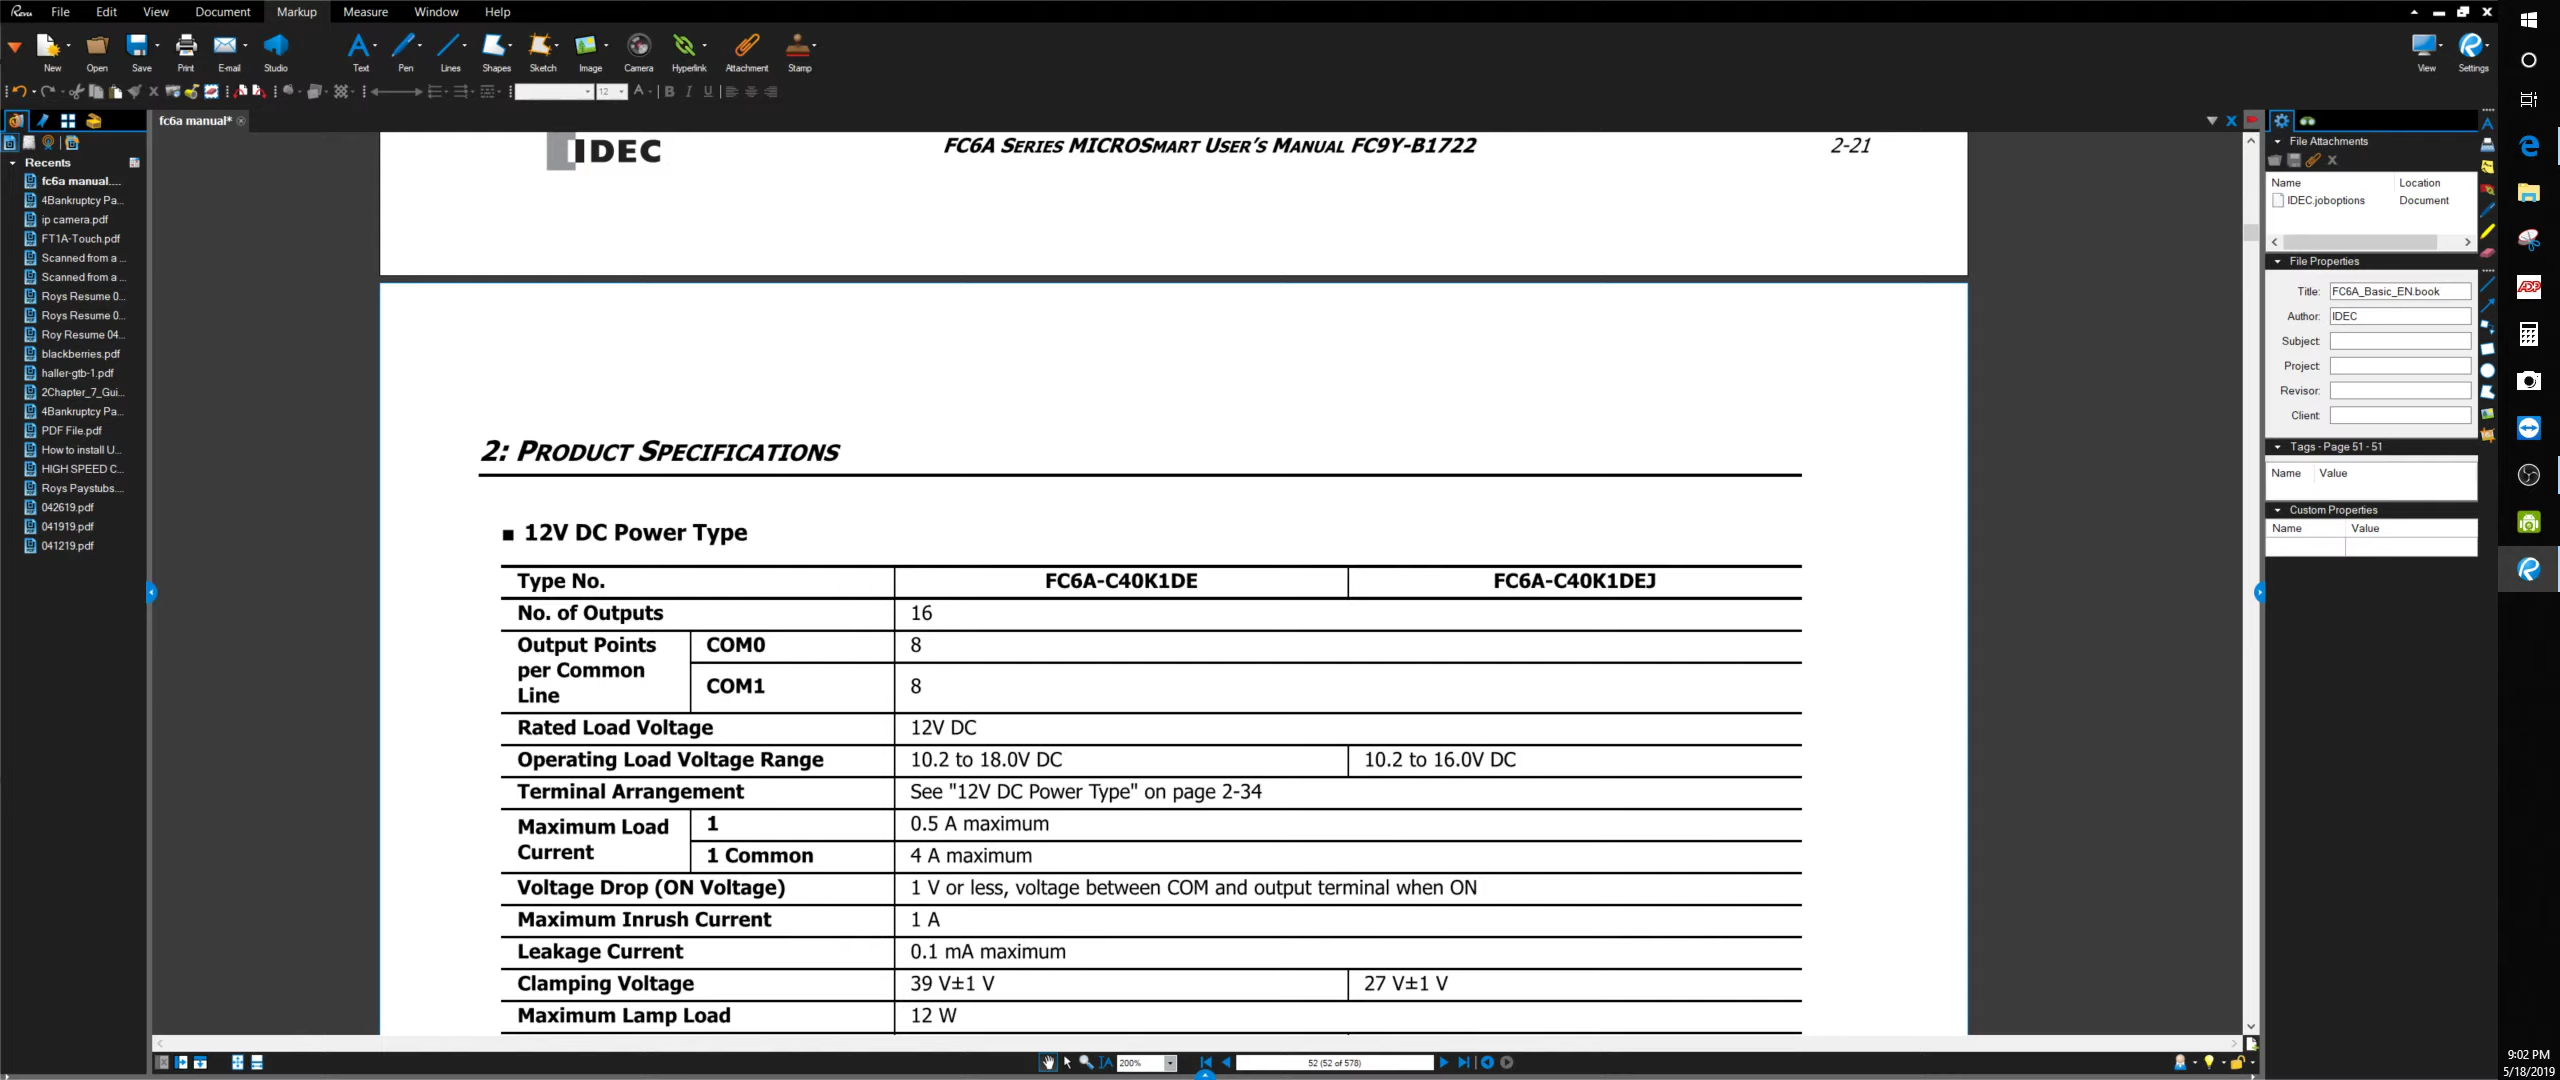 Revu File Edit View Document Markup Measure Window Help
New Open Save Print E-mail Studio Text Pen Lines Shapes Sketch Image Camera Hyperlink Attachment Stamp View Settings
12 A B I U
fc6a manual*
Recents
fc6a manual....
4Bankruptcy Pa...
ip camera.pdf
FT1A-Touch.pdf
Scanned from a ...
Scanned from a ...
Roys Resume 0...
Roys Resume 0...
Roy Resume 04...
blackberries.pdf
haller-gtb-1.pdf
2Chapter_7_Gui...
4Bankruptcy Pa...
PDF File.pdf
How to install U...
HIGH SPEED C...
Roys Paystubs....
042619.pdf
041919.pdf
041219.pdf
IDEC FC6A SERIES MICROSMART USER'S MANUAL FC9Y-B1722 2-21
2: PRODUCT SPECIFICATIONS
■ 12V DC Power Type
Type No. FC6A-C40K1DE FC6A-C40K1DEJ
No. of Outputs 16
Output Points per Common Line COM0 8
COM1 8
Rated Load Voltage 12V DC
Operating Load Voltage Range 10.2 to 18.0V DC 10.2 to 16.0V DC
Terminal Arrangement See "12V DC Power Type" on page 2-34
Maximum Load Current 1 0.5 A maximum
1 Common 4 A maximum
Voltage Drop (ON Voltage) 1 V or less, voltage between COM and output terminal when ON
Maximum Inrush Current 1 A
Leakage Current 0.1 mA maximum
Clamping Voltage 39 V±1 V 27 V±1 V
Maximum Lamp Load 12 W
200% 52 (52 of 578)
File Attachments
Name Location
IDEC.joboptions Document
File Properties
Title: FC6A_Basic_EN.book
Author: IDEC
Subject:
Project:
Revisor:
Client:
Tags - Page 51 - 51
Name Value
Custom Properties
Name Value
ADP
9:02 PM
5/18/2019